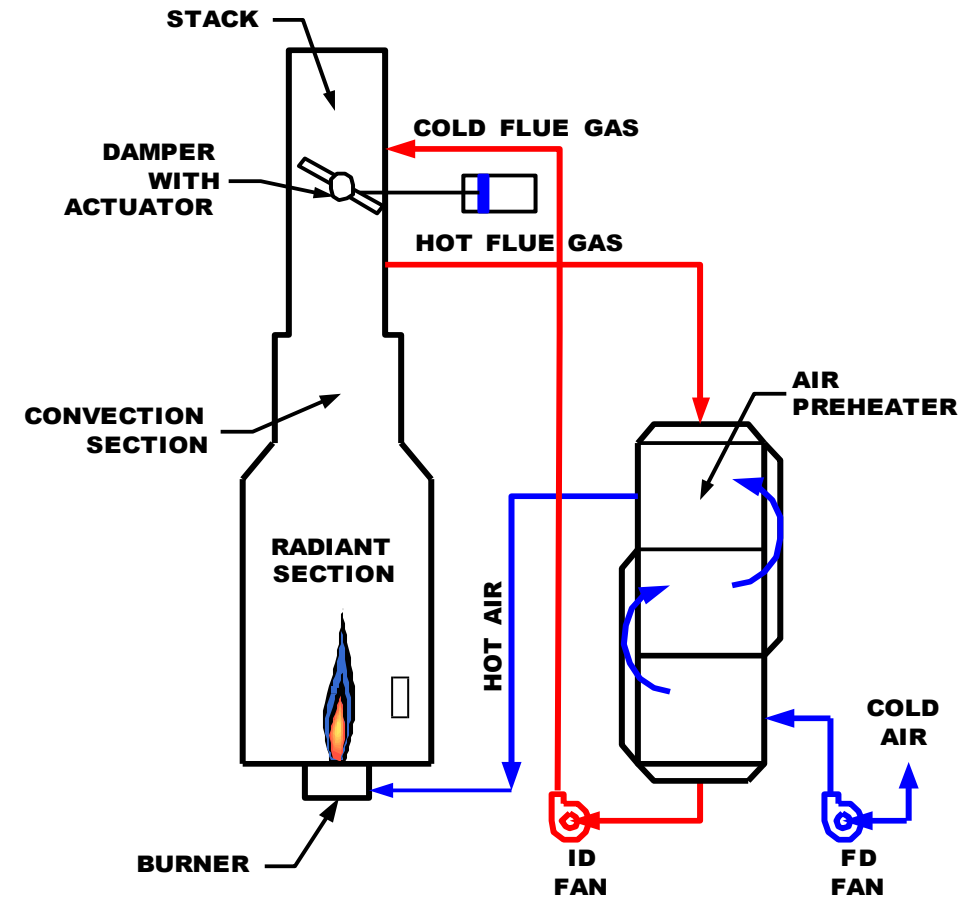 STACK
COLD FLUE GAS
DAMPER
WITH
ACTUATOR
HOT FLUE GAS
AIR
PREHEATER
CONVECTION
SECTION
RADIANT
SECTION
HOT AIR
COLD
AIR
BURNER
ID
FAN
FD
FAN